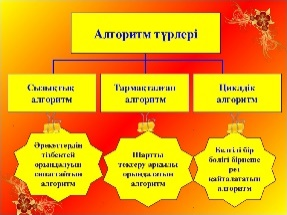 Алгоритм түрлері
Сызықтық
алгоритм
Тармақталған
алгоритм
Циклдік
алгоритм
Әрекеттердің
тізбектей
орындалуын
сипаттайтын
алгоритм
Шартты
тексеру арқылы
орындалатын
алгоритм
Белгілі бір
бөлігі бірнеше
рет
қайталататын
алгоритм